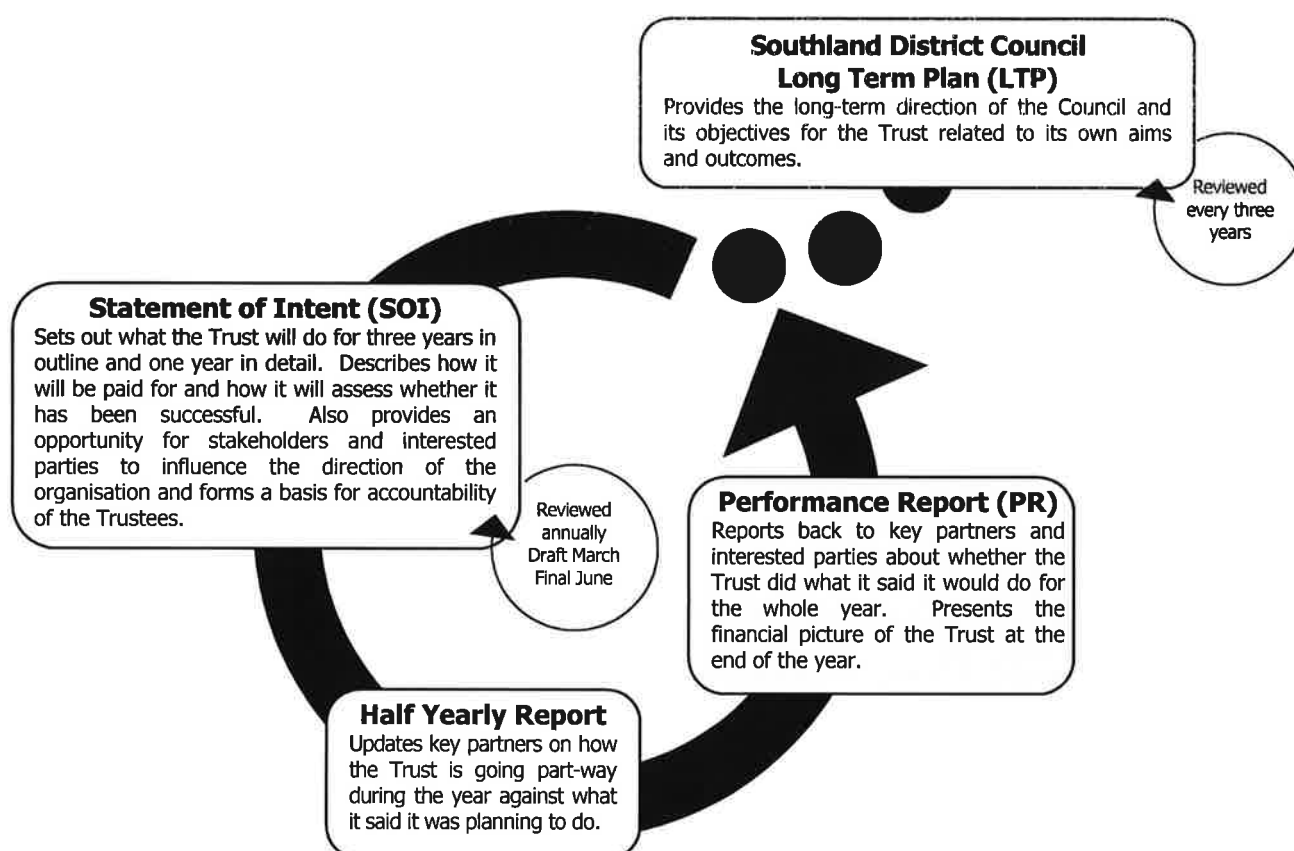 Southland District Council
Long Term Plan (LTP)
Provides the long-term direction of the Council and
its objectives for the Trust related to its own aims
and outcomes.
Reviewed
every three
years
Statement of Intent (SOI)
Sets out what the Trust will do for three years in
outline and one year in detail. Describes how it
will be paid for and how it will assess whether it
has been successful. Also provides an
opportunity for stakeholders and interested
parties to influence the direction of the
organisation and forms a basis for accountability
of the Trustees.
Reviewed
annually
Draft March
Final June
Performance Report (PR)
Reports back to key partners and
interested parties about whether the
Trust did what it said it would do for
the whole year. Presents the
financial picture of the Trust at the
end of the year.
Half Yearly Report
Updates key partners on how
the Trust is going part-way
during the year against what
it said it was planning to do.